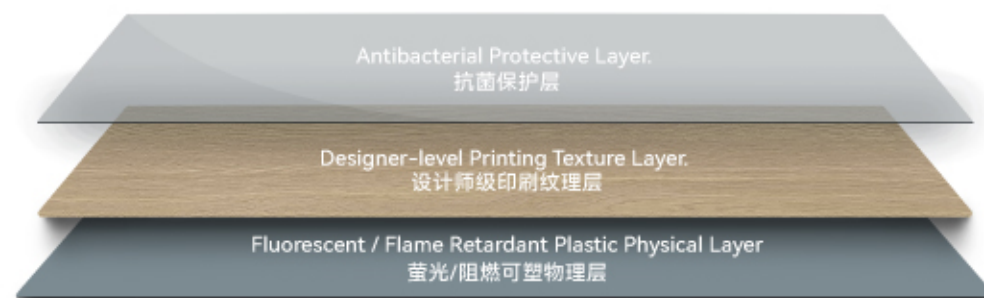 Antibacterial Protective Layer.
抗菌保护层
Designer-level Printing Texture Layer.
设计师级印刷纹理层
Fluorescent / Flame Retardant Plastic Physical Layer
萤光/阻燃可塑物理层